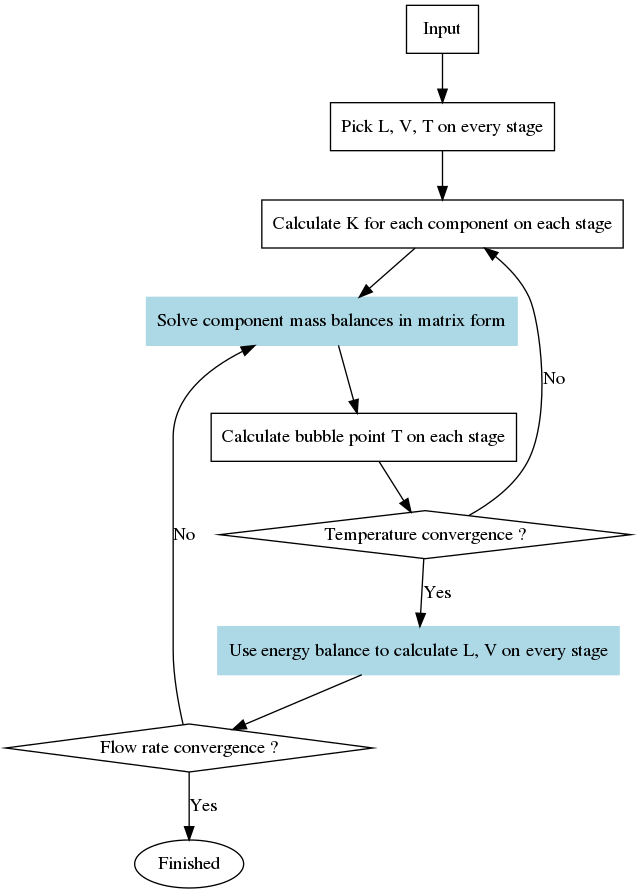 Input
Pick L, V, T on every stage
Calculate K for each component on each stage
Solve component mass balances in matrix form
No
Calculate bubble point T on each stage
No
Temperature convergence ?
Yes
Use energy balance to calculate L, V on every stage
Flow rate convergence ?
Yes
Finished